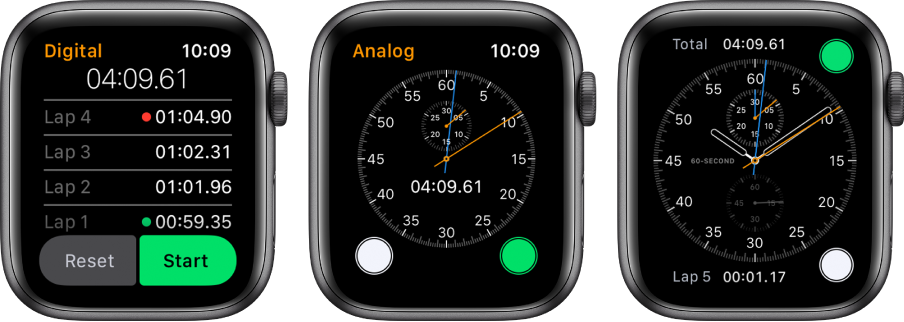 Digital 10:09
04:09.61
Lap 4 01:04.90
Lap 3 01:02.31
Lap 2 01:01.96
Lap 1 00:59.35
Reset Start
Analog 10:09
60
55 5
50 10
45 15
40 20
35 25
30
30
25 05
20 10
15
04:09.61
Total 04:09.61
60
55 5
50 10
45 15
40 20
35 25
30
30
25 05
20 10
15
60-SECOND
60
45 15
30
Lap 5 00:01.17